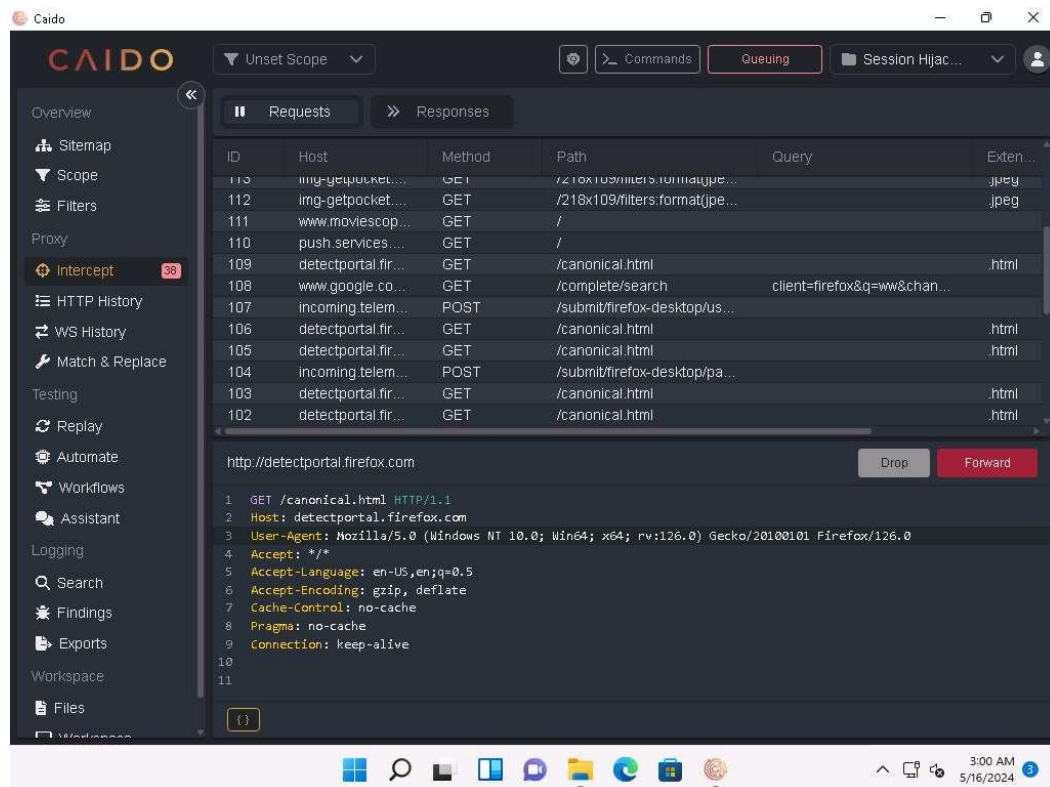 Caido
CAIDO
Unset Scope
Commands
Queuing
Session Hijac...
Overview
Sitemap
Scope
Filters
Proxy
Intercept 38
HTTP History
WS History
Match & Replace
Testing
Replay
Automate
Workflows
Assistant
Logging
Search
Findings
Exports
Workspace
Files
Workspace
Requests Responses
ID Host Method Path Query Exten...
113 img-getpocket.... GET /218x109/filters:format(jpe... .jpeg
112 img-getpocket.... GET /218x109/filters:format(jpe... .jpeg
111 www.moviescop... GET /
110 push.services.... GET /
109 detectportal.fir... GET /canonical.html .html
108 www.google.co... GET /complete/search client=firefox&q=ww&chan...
107 incoming.telem... POST /submit/firefox-desktop/us...
106 detectportal.fir... GET /canonical.html .html
105 detectportal.fir... GET /canonical.html .html
104 incoming.telem... POST /submit/firefox-desktop/pa...
103 detectportal.fir... GET /canonical.html .html
102 detectportal.fir... GET /canonical.html .html
http://detectportal.firefox.com
Drop Forward
1 GET /canonical.html HTTP/1.1
2 Host: detectportal.firefox.com
3 User-Agent: Mozilla/5.0 (Windows NT 10.0; Win64; x64; rv:126.0) Gecko/20100101 Firefox/126.0
4 Accept: */*
5 Accept-Language: en-US,en;q=0.5
6 Accept-Encoding: gzip, deflate
7 Cache-Control: no-cache
8 Pragma: no-cache
9 Connection: keep-alive
10
11
{}
3:00 AM
5/16/2024
3